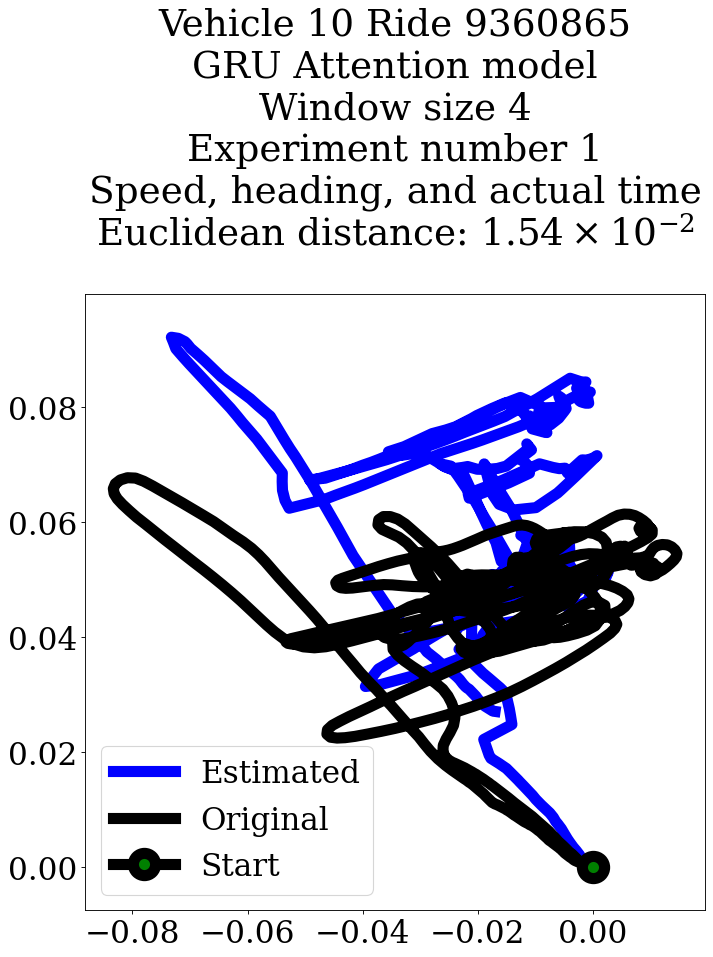 Vehicle 10 Ride 9360865
GRU Attention model
Window size 4
Experiment number 1
Speed, heading, and actual time
Euclidean distance: 1.54 × 10⁻²
0.08
0.06
0.04
0.02
0.00
Estimated
Original
Start
−0.08 −0.06 −0.04 −0.02 0.00